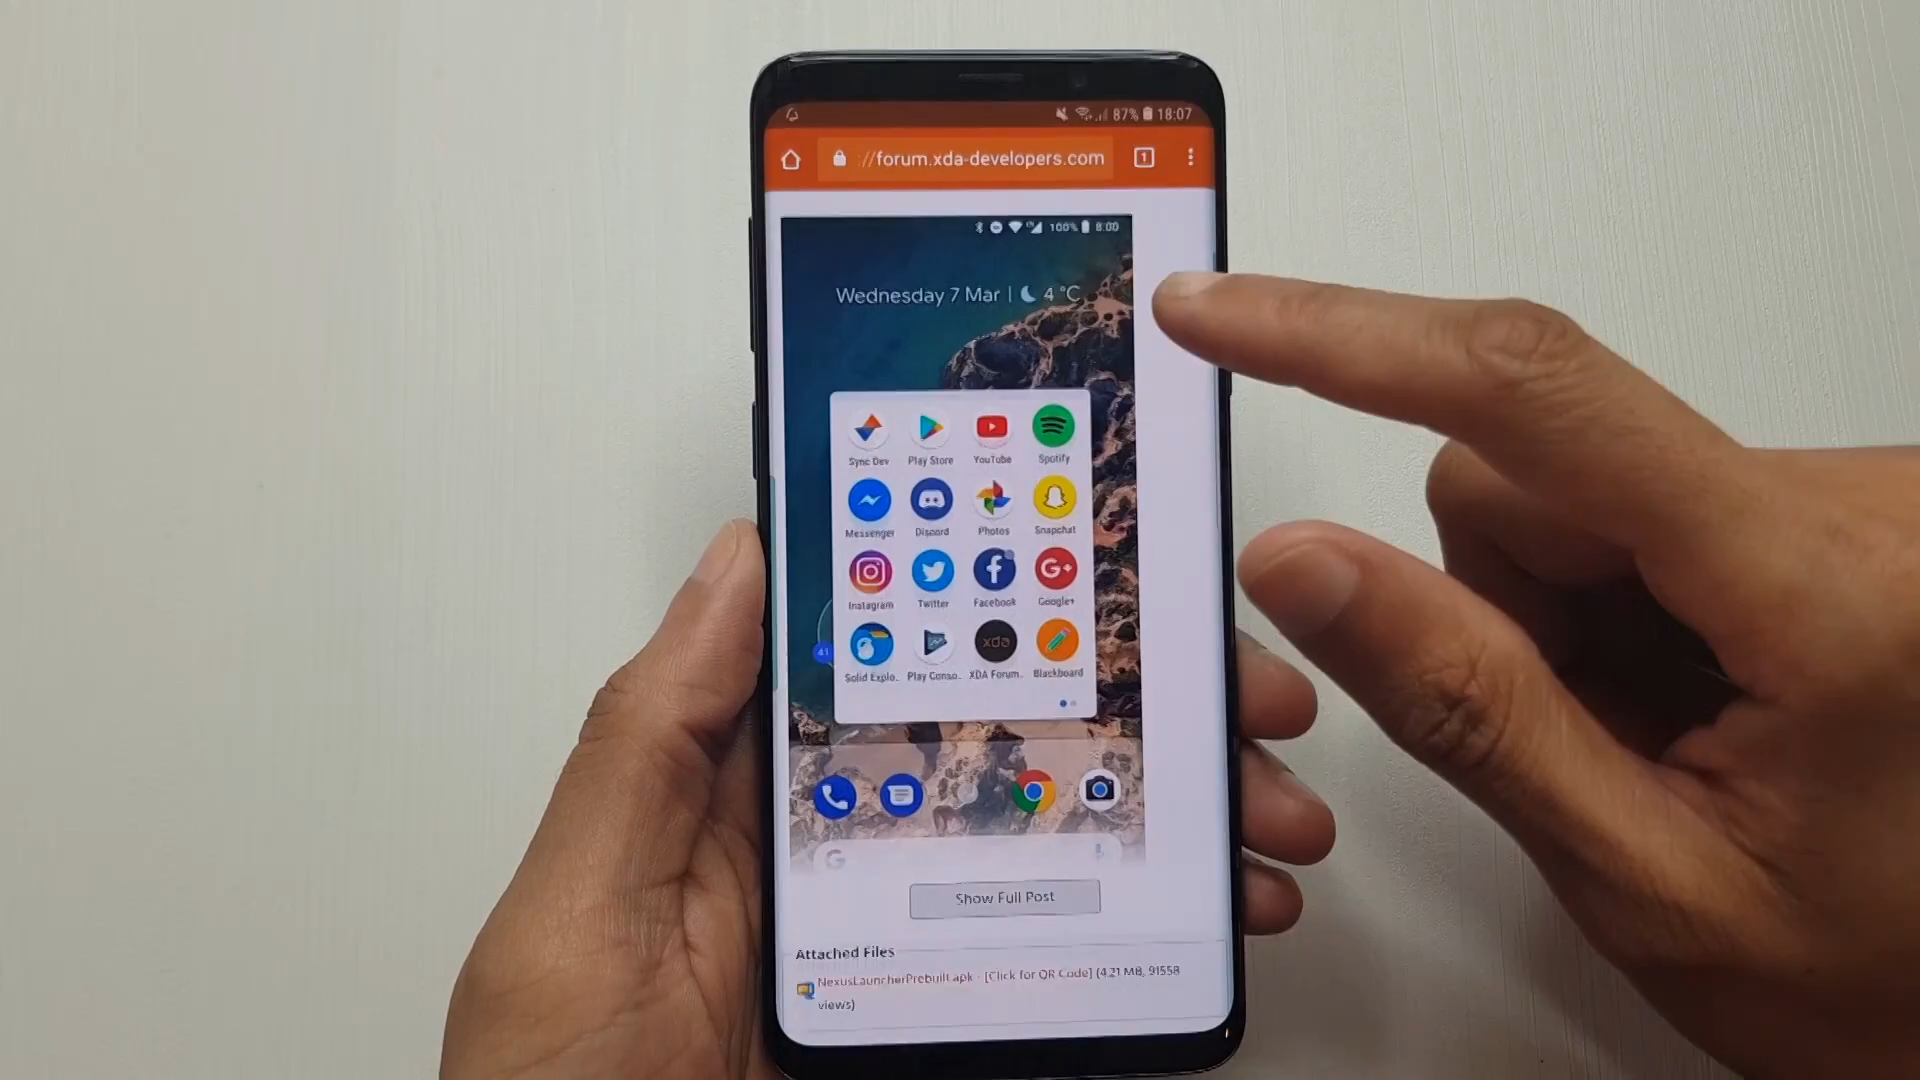 87% 18:07
://forum.xda-developers.com 1
100% 8:00
Wednesday 7 Mar | 4 °C
Sync Dev Play Store YouTube Spotify
Messenger Discord Photos Snapchat
Instagram Twitter Facebook G+ Google+
xda
41
Solid Explo.. Play Conso.. XDA Forum.. Blackboard
G
Show Full Post
Attached Files
NexusLauncherPrebuilt.apk - [Click for QR Code] (4.21 MB, 91558
views)